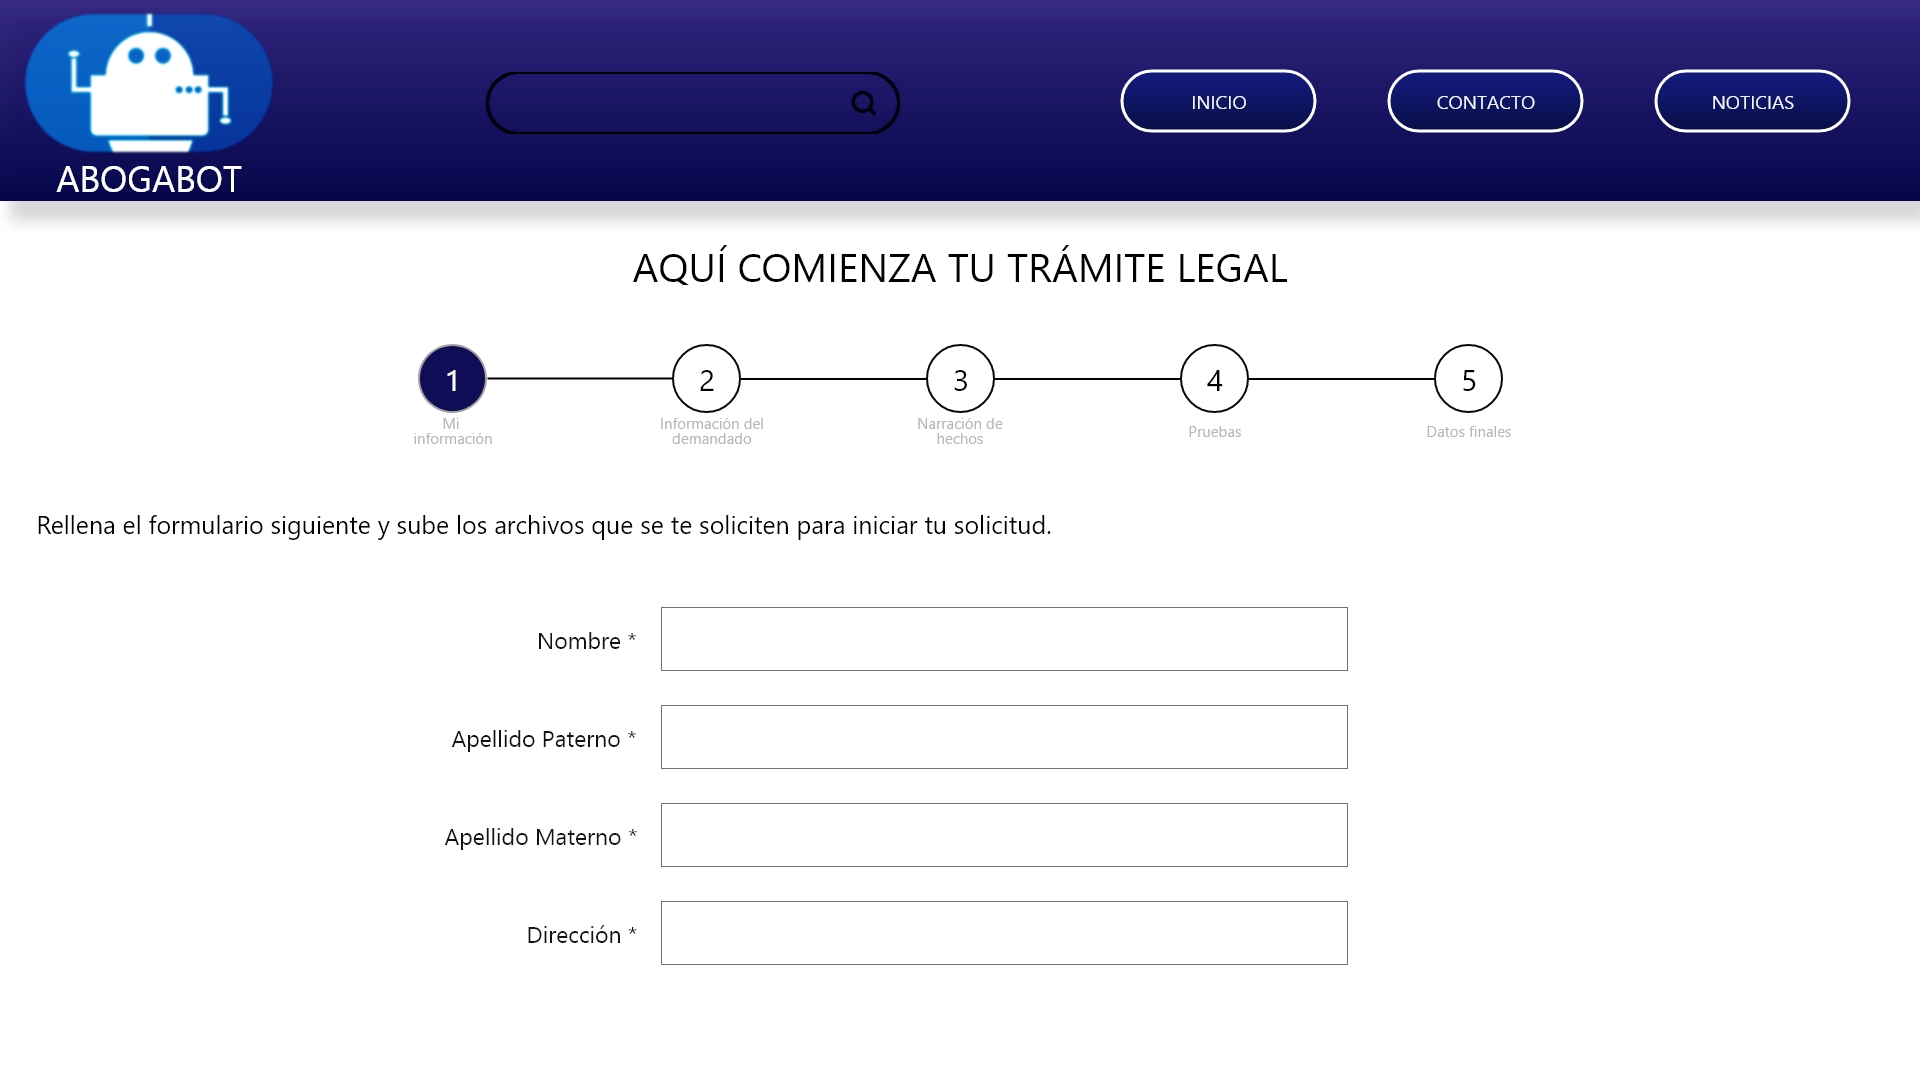 ABOGABOT
INICIO
CONTACTO
NOTICIAS
AQUÍ COMIENZA TU TRÁMITE LEGAL
1
2
3
4
5
Mi
información
Información del
demandado
Narración de
hechos
Pruebas
Datos finales
Rellena el formulario siguiente y sube los archivos que se te soliciten para iniciar tu solicitud.
Nombre *
Apellido Paterno *
Apellido Materno *
Dirección *